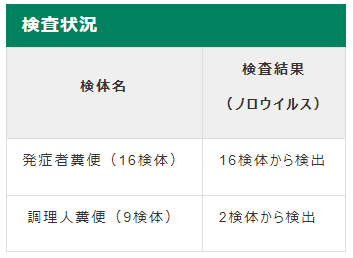 検査状況
検体名
検査結果
(ノロウイルス)
発症者糞便(16検体)
16検体から検出
調理人糞便(9検体)
2検体から検出